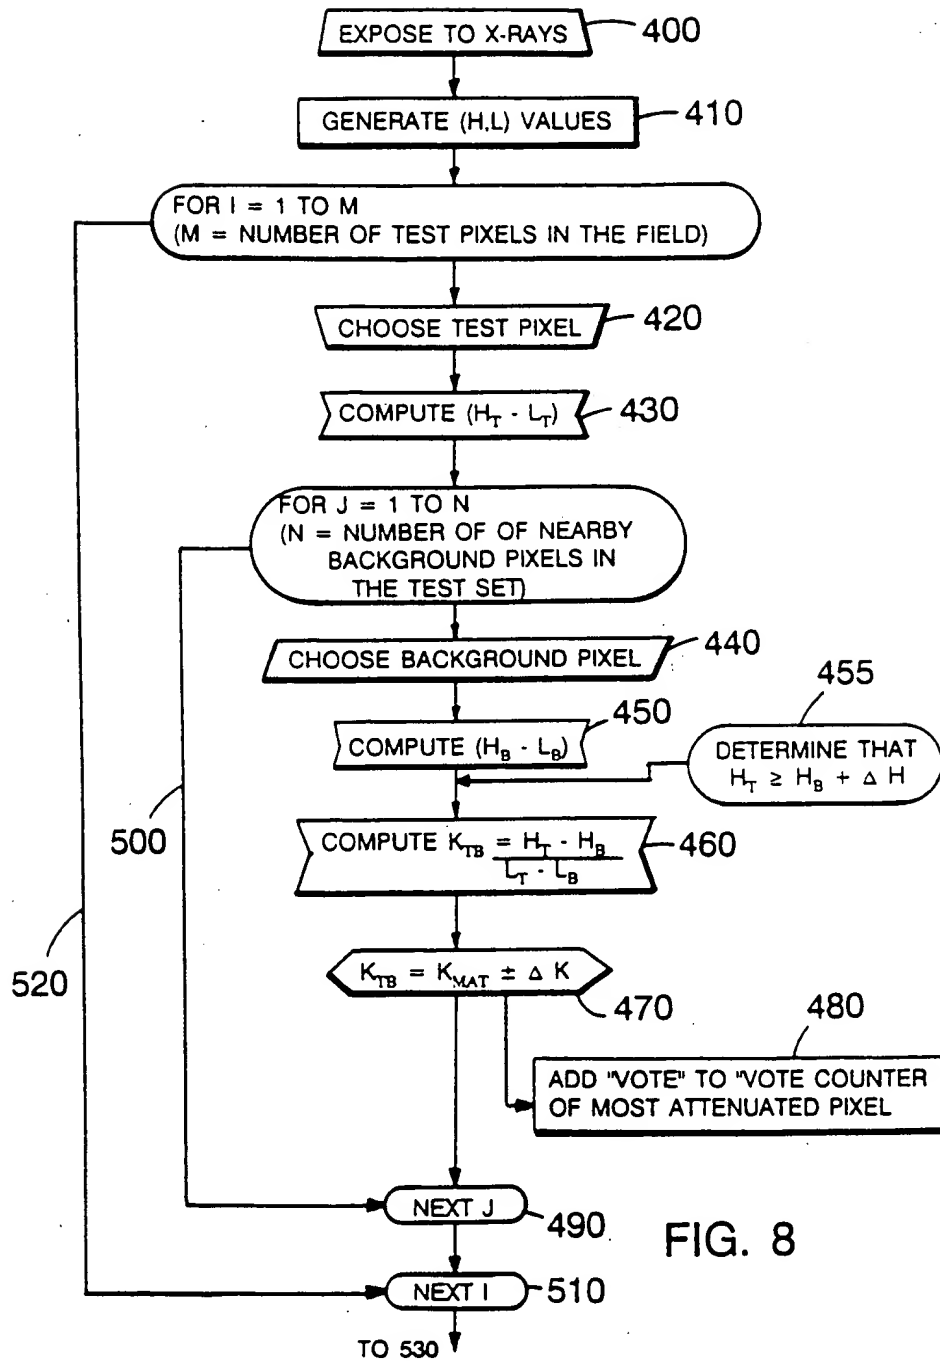 EXPOSE TO X-RAYS
400
GENERATE (H,L) VALUES
410
FOR I = 1 TO M
(M = NUMBER OF TEST PIXELS IN THE FIELD)
CHOOSE TEST PIXEL
420
COMPUTE (H_T - L_T)
430
FOR J = 1 TO N
(N = NUMBER OF OF NEARBY
BACKGROUND PIXELS IN
THE TEST SET)
CHOOSE BACKGROUND PIXEL
440
COMPUTE (H_B - L_B)
450
455
DETERMINE THAT
H_T ≥ H_B + Δ H
COMPUTE K_TB = H_T - H_B
L_T - L_B
460
500
520
K_TB = K_MAT ± Δ K
470
480
ADD "VOTE" TO "VOTE COUNTER
OF MOST ATTENUATED PIXEL
NEXT J
490
NEXT I
510
FIG. 8
TO 530